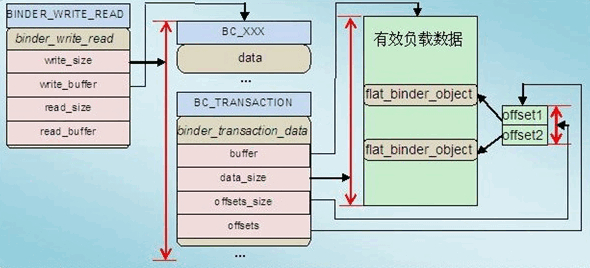 BINDER_WRITE_READ
binder_write_read
write_size
write_buffer
read_size
read_buffer
BC_XXX
data
...
BC_TRANSACTION
binder_transaction_data
buffer
data_size
offsets_size
offsets
...
有效负载数据
flat_binder_object
flat_binder_object
offset1
offset2